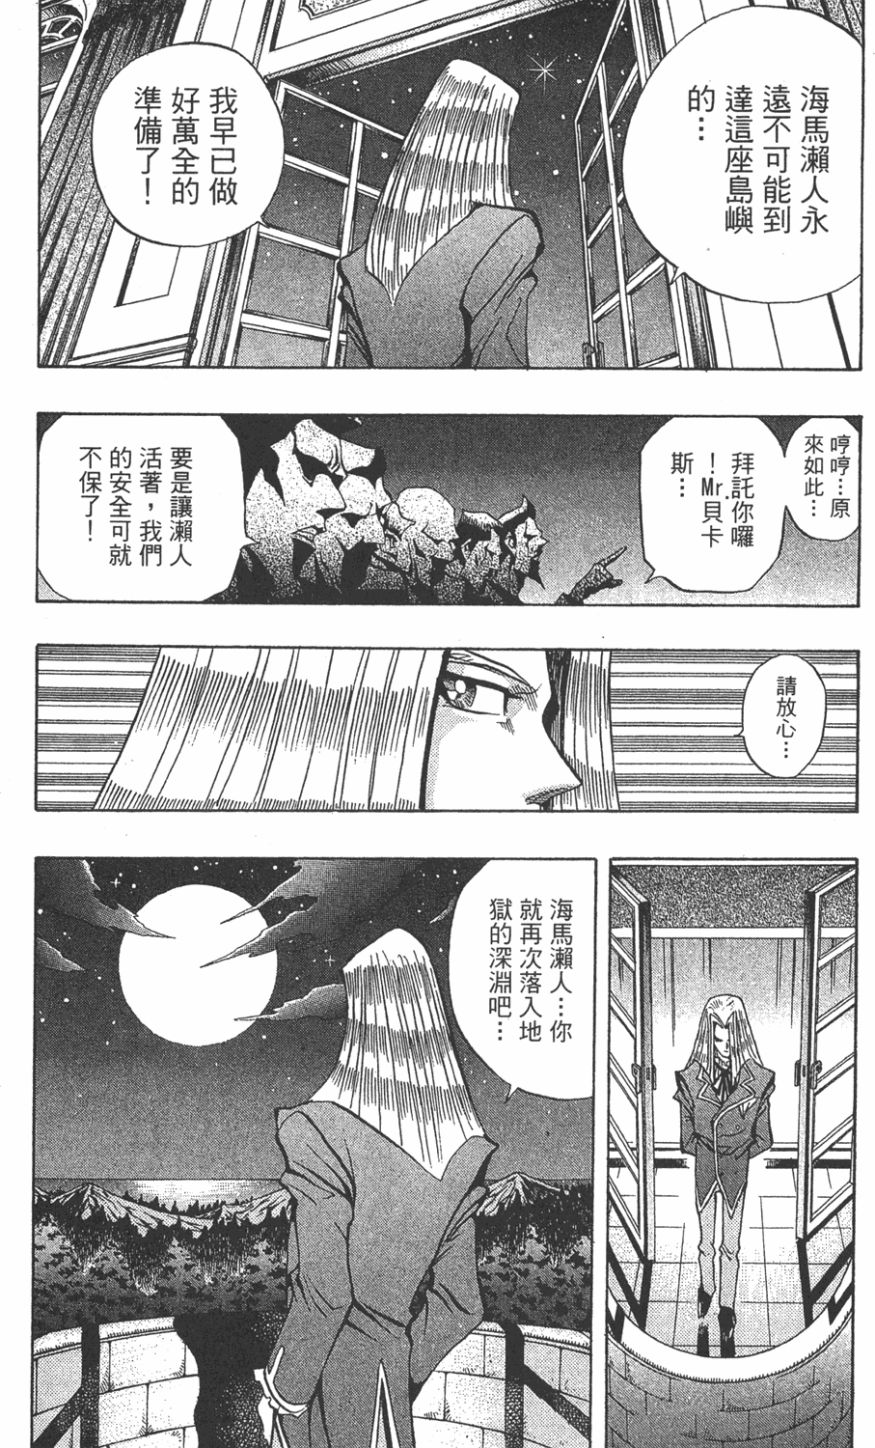 海馬瀨人永
遠不可能到
達這座島嶼
的…
我早已做
好萬全的
準備了！
哼哼…原
來如此…
拜託你囉
！Mr.貝卡
斯…
要是讓瀨人
活著，我們
的安全可就
不保了！
請放心…
海馬瀨人…你
就再次落入地
獄的深淵吧…